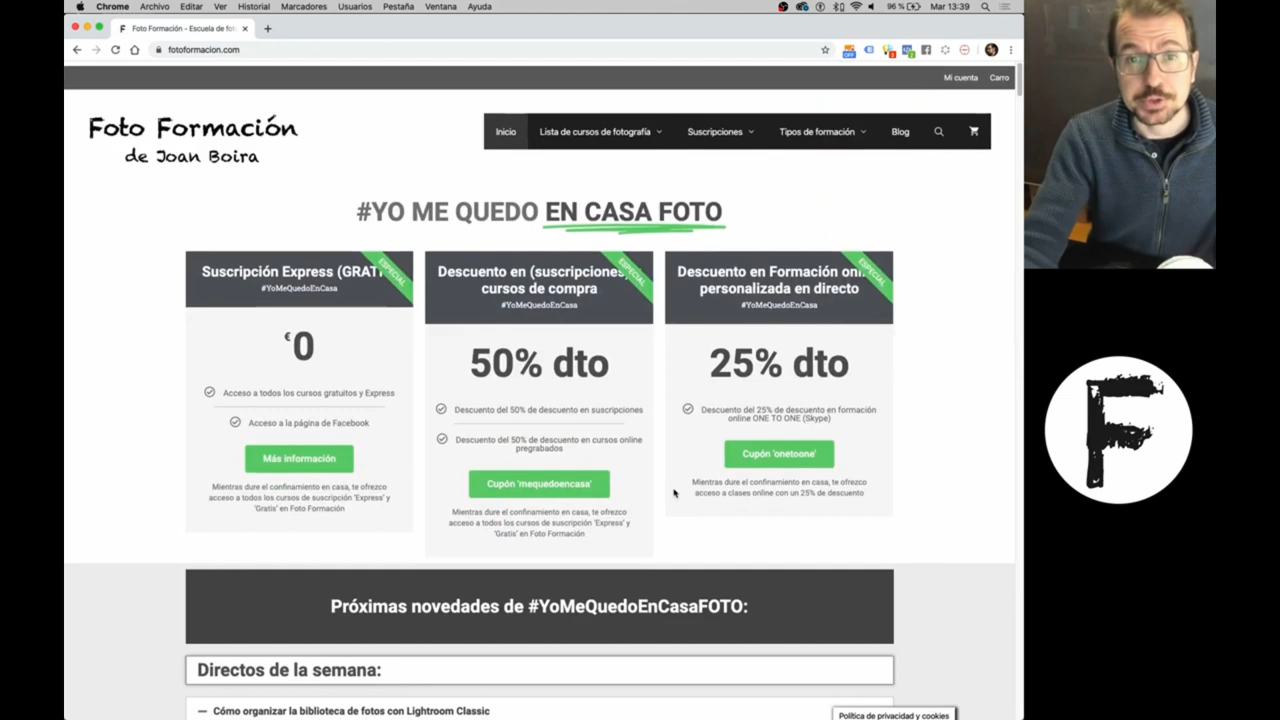 Chrome Archivo Editar Ver Historial Marcadores Usuarios Pestaña Ventana Ayuda 96 % Mar 13:39
Foto Formación - Escuela de fot
fotoformacion.com
OFF
Mi cuenta Carro
Foto Formación
de Joan Boira
Inicio Lista de cursos de fotografía Suscripciones Tipos de formación Blog
#YO ME QUEDO EN CASA FOTO
Suscripción Express (GRATI
ESPECIAL
#YoMeQuedoEnCasa
€0
Acceso a todos los cursos gratuitos y Express
Acceso a la página de Facebook
Más información
Mientras dure el confinamiento en casa, te ofrezco
acceso a todos los cursos de suscripción 'Express' y
'Gratis' en Foto Formación
Descuento en (suscripciones,
cursos de compra
ESPECIAL
#YoMeQuedoEnCasa
50% dto
Descuento del 50% de descuento en suscripciones
Descuento del 50% de descuento en cursos online
pregrabados
Cupón 'mequedoencasa'
Mientras dure el confinamiento en casa, te ofrezco
acceso a todos los cursos de suscripción 'Express' y
'Gratis' en Foto Formación
Descuento en Formación onl
personalizada en directo
ESPECIAL
#YoMeQuedoEnCasa
25% dto
Descuento del 25% de descuento en formación
online ONE TO ONE (Skype)
Cupón 'onetoone'
Mientras dure el confinamiento en casa, te ofrezco
acceso a clases online con un 25% de descuento
Próximas novedades de #YoMeQuedoEnCasaFOTO:
Directos de la semana:
Cómo organizar la biblioteca de fotos con Lightroom Classic
Política de privacidad y cookies
F